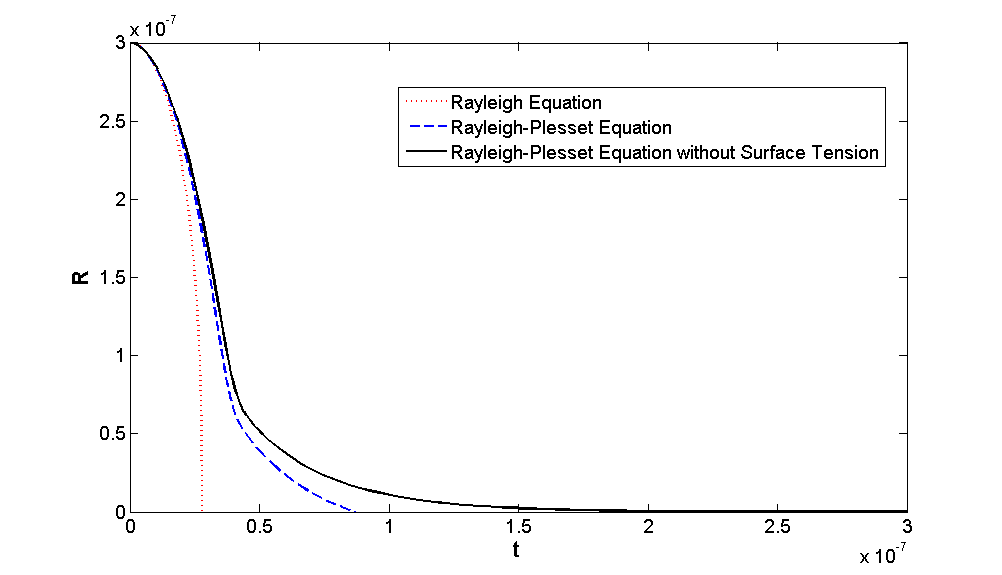 x 10^-7
3
2.5
2
1.5
1
0.5
0
R
Rayleigh Equation
Rayleigh-Plesset Equation
Rayleigh-Plesset Equation without Surface Tension
0 0.5 1 1.5 2 2.5 3
t
x 10^-7